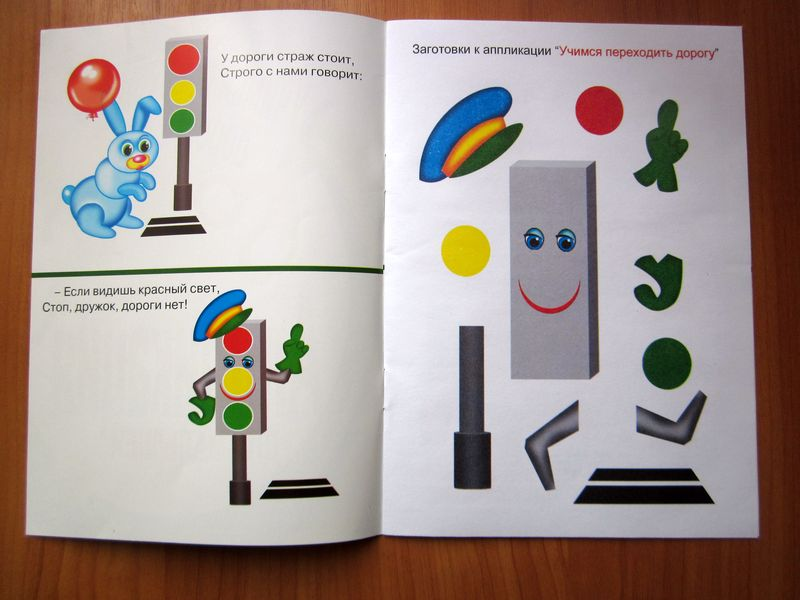 У дороги страж стоит,
Строго с нами говорит:
– Если видишь красный свет,
Стоп, дружок, дороги нет!
Заготовки к аппликации “Учимся переходить дорогу”